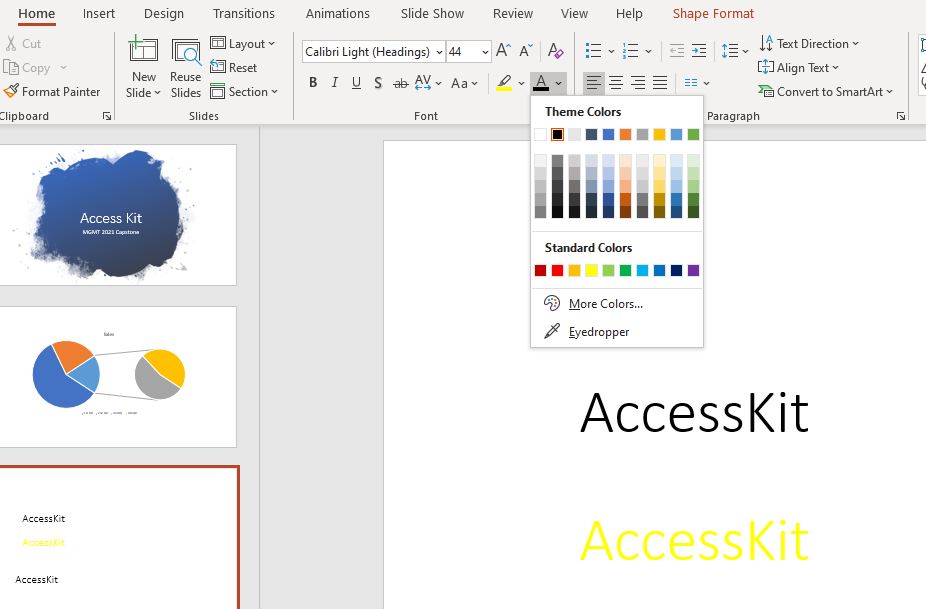 Home Insert Design Transitions Animations Slide Show Review View Help Shape Format
Cut
Copy
Format Painter
Clipboard
New Slide
Reuse Slides
Layout
Reset
Section
Slides
Calibri Light (Headings) 44
B I U S ab AV Aa A
Font
Text Direction
Align Text
Convert to SmartArt
Paragraph
Theme Colors
Standard Colors
More Colors...
Eyedropper
Access Kit
MGMT 2021 Capstone
Sales
AccessKit
AccessKit
AccessKit
AccessKit
AccessKit